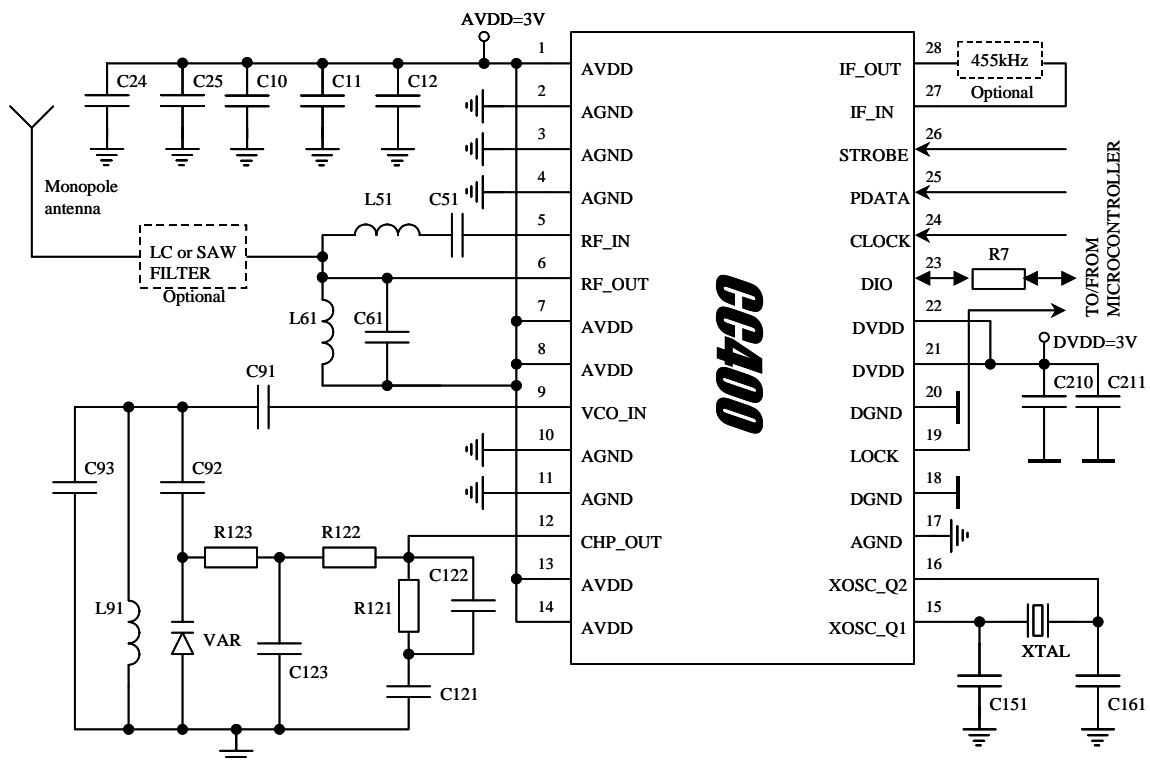 AVDD=3V
C24
C25
C10
C11
C12
Monopole
antenna
LC or SAW
FILTER
Optional
L51
C51
L61
C61
C91
C93
C92
L91
R123
R122
VAR
C123
R121
C122
C121
1
2
3
4
5
6
7
8
9
10
11
12
13
14
AVDD
AGND
AGND
AGND
RF_IN
RF_OUT
AVDD
AVDD
VCO_IN
AGND
AGND
CHP_OUT
AVDD
AVDD
CC400
IF_OUT
IF_IN
STROBE
PDATA
CLOCK
DIO
DVDD
DVDD
DGND
LOCK
DGND
AGND
XOSC_Q2
XOSC_Q1
28
27
26
25
24
23
22
21
20
19
18
17
16
15
455kHz
Optional
R7
TO/FROM
MICROCONTROLLER
DVDD=3V
C210
C211
XTAL
C151
C161